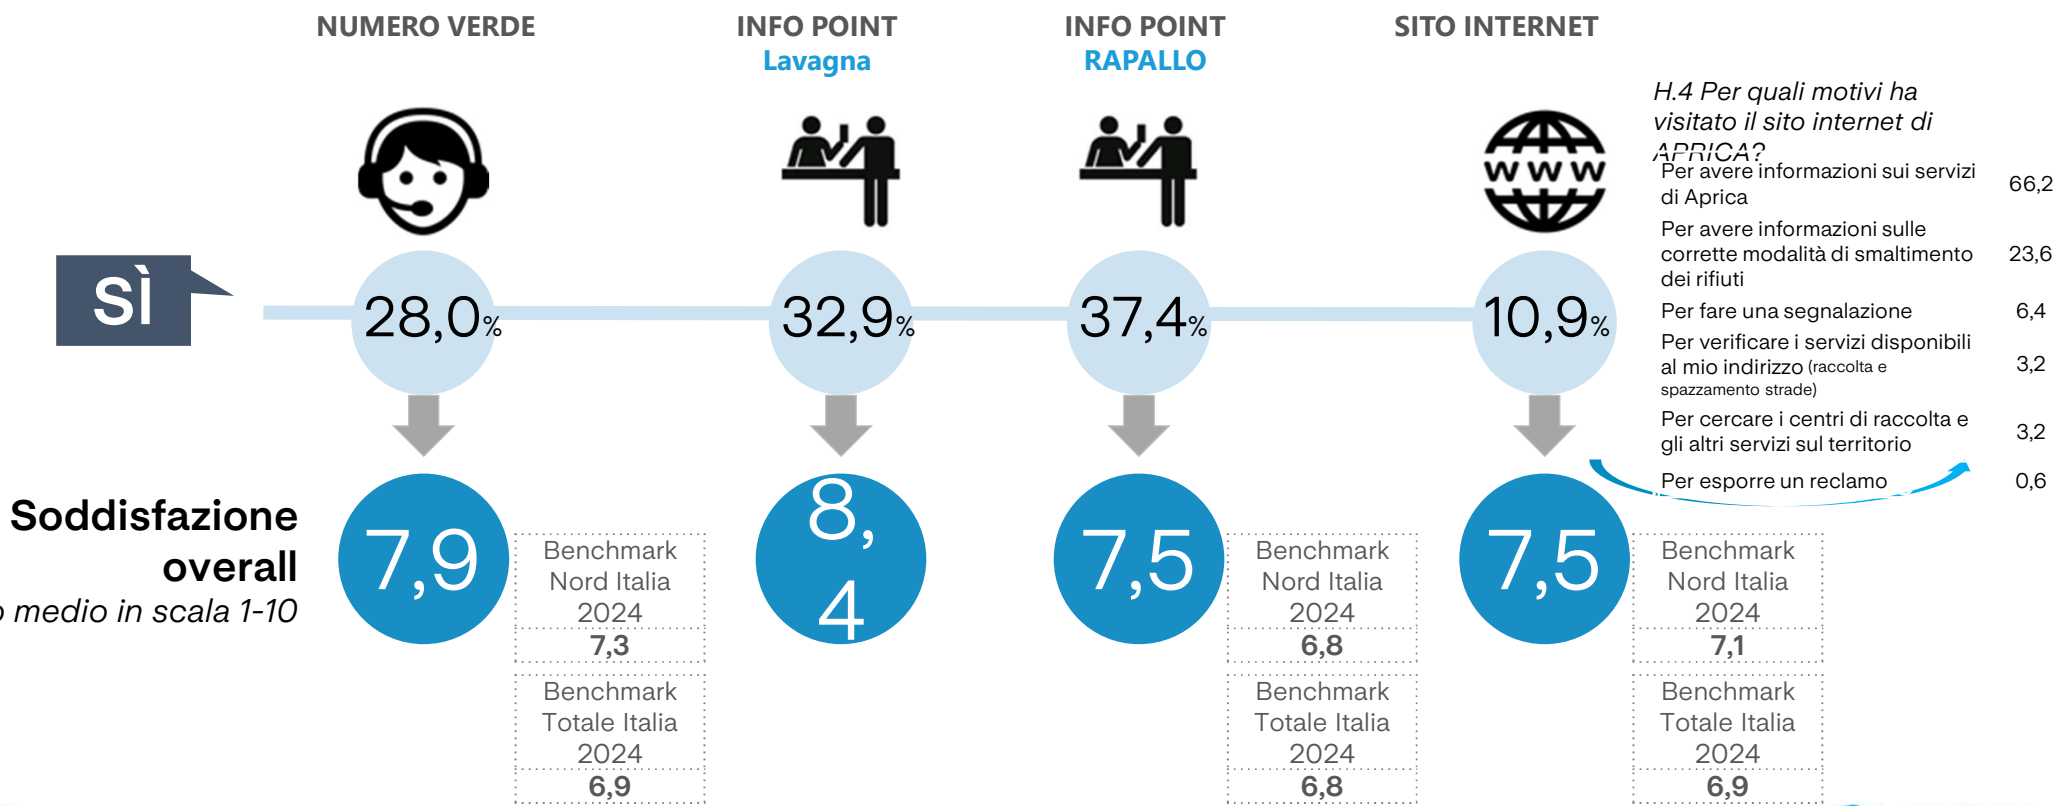 NUMERO VERDE
INFO POINT
Lavagna
INFO POINT
RAPALLO
SITO INTERNET
WWW
H.4 Per quali motivi ha
visitato il sito internet di
APRICA?
Per avere informazioni sui servizi
di Aprica
66,2
Per avere informazioni sulle
corrette modalità di smaltimento
dei rifiuti
23,6
Per fare una segnalazione
6,4
Per verificare i servizi disponibili
al mio indirizzo (raccolta e
spazzamento strade)
3,2
Per cercare i centri di raccolta e
gli altri servizi sul territorio
3,2
Per esporre un reclamo
0,6
SÌ
28,0%
32,9%
37,4%
10,9%
Soddisfazione
overall
medio in scala 1-10
7,9
8,
4
7,5
7,5
Benchmark
Nord Italia
2024
7,3
Benchmark
Totale Italia
2024
6,9
Benchmark
Nord Italia
2024
6,8
Benchmark
Totale Italia
2024
6,8
Benchmark
Nord Italia
2024
7,1
Benchmark
Totale Italia
2024
6,9